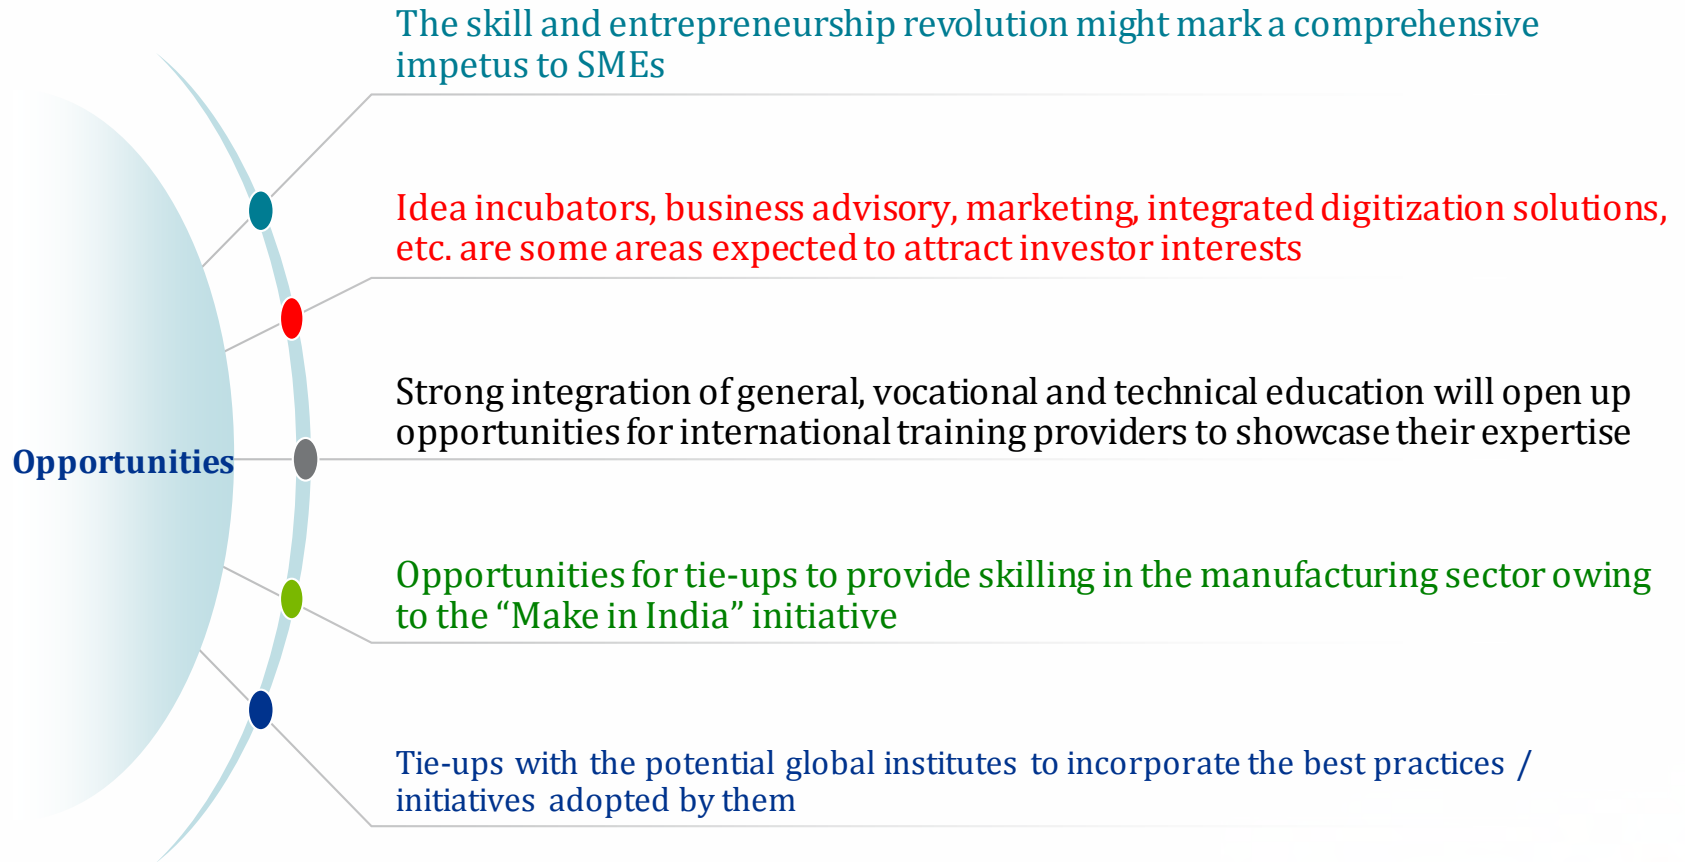 The skill and entrepreneurship revolution might mark a comprehensive
impetus to SMEs
Idea incubators, business advisory, marketing, integrated digitization solutions,
etc. are some areas expected to attract investor interests
Strong integration of general, vocational and technical education will open up
opportunities for international training providers to showcase their expertise
Opportunities
Opportunities for tie-ups to provide skilling in the manufacturing sector owing
to the “Make in India” initiative
Tie-ups with the potential global institutes to incorporate the best practices /
initiatives adopted by them